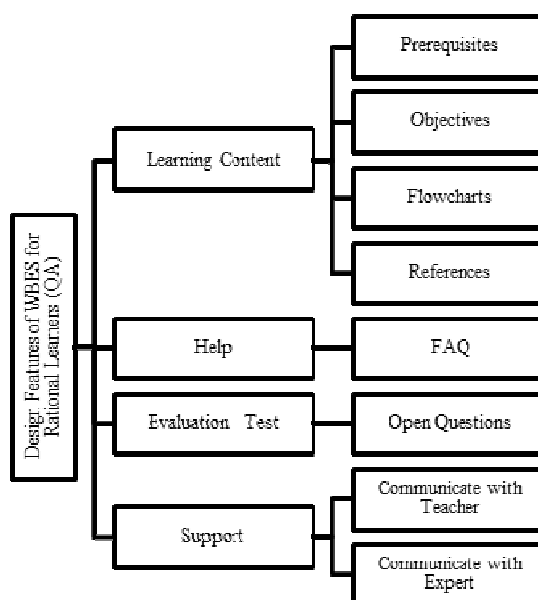 Design Features of WBES for
Rational Learners (QA)
Learning Content
Prerequisites
Objectives
Flowcharts
References
Help
FAQ
Evaluation Test
Open Questions
Support
Communicate with
Teacher
Communicate with
Expert